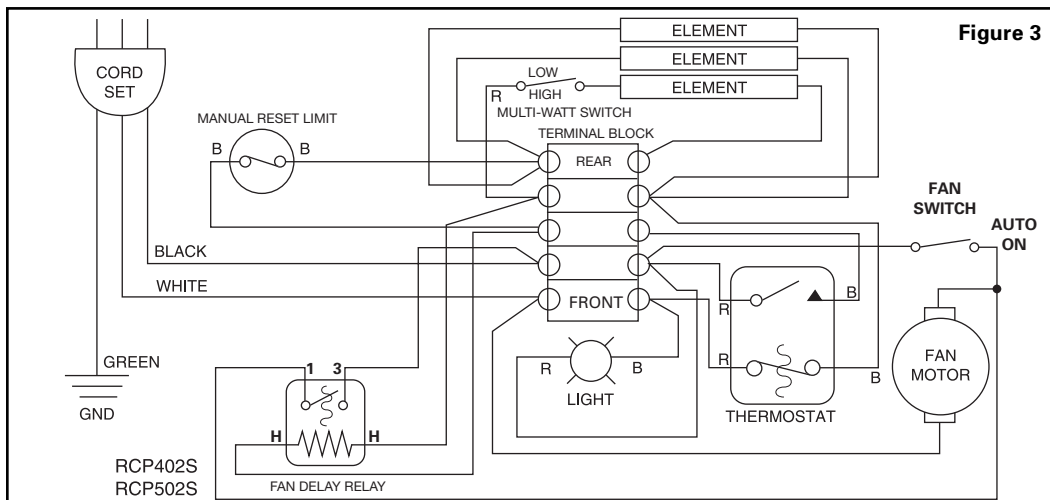 Figure 3
ELEMENT
ELEMENT
ELEMENT
CORD
SET
LOW
HIGH
R
MULTI-WATT SWITCH
MANUAL RESET LIMIT
TERMINAL BLOCK
B
B
REAR
FAN
SWITCH
AUTO
ON
BLACK
WHITE
FRONT
R
B
R
B
FAN
MOTOR
THERMOSTAT
R
B
LIGHT
GREEN
GND
1
3
H
H
FAN DELAY RELAY
RCP402S
RCP502S